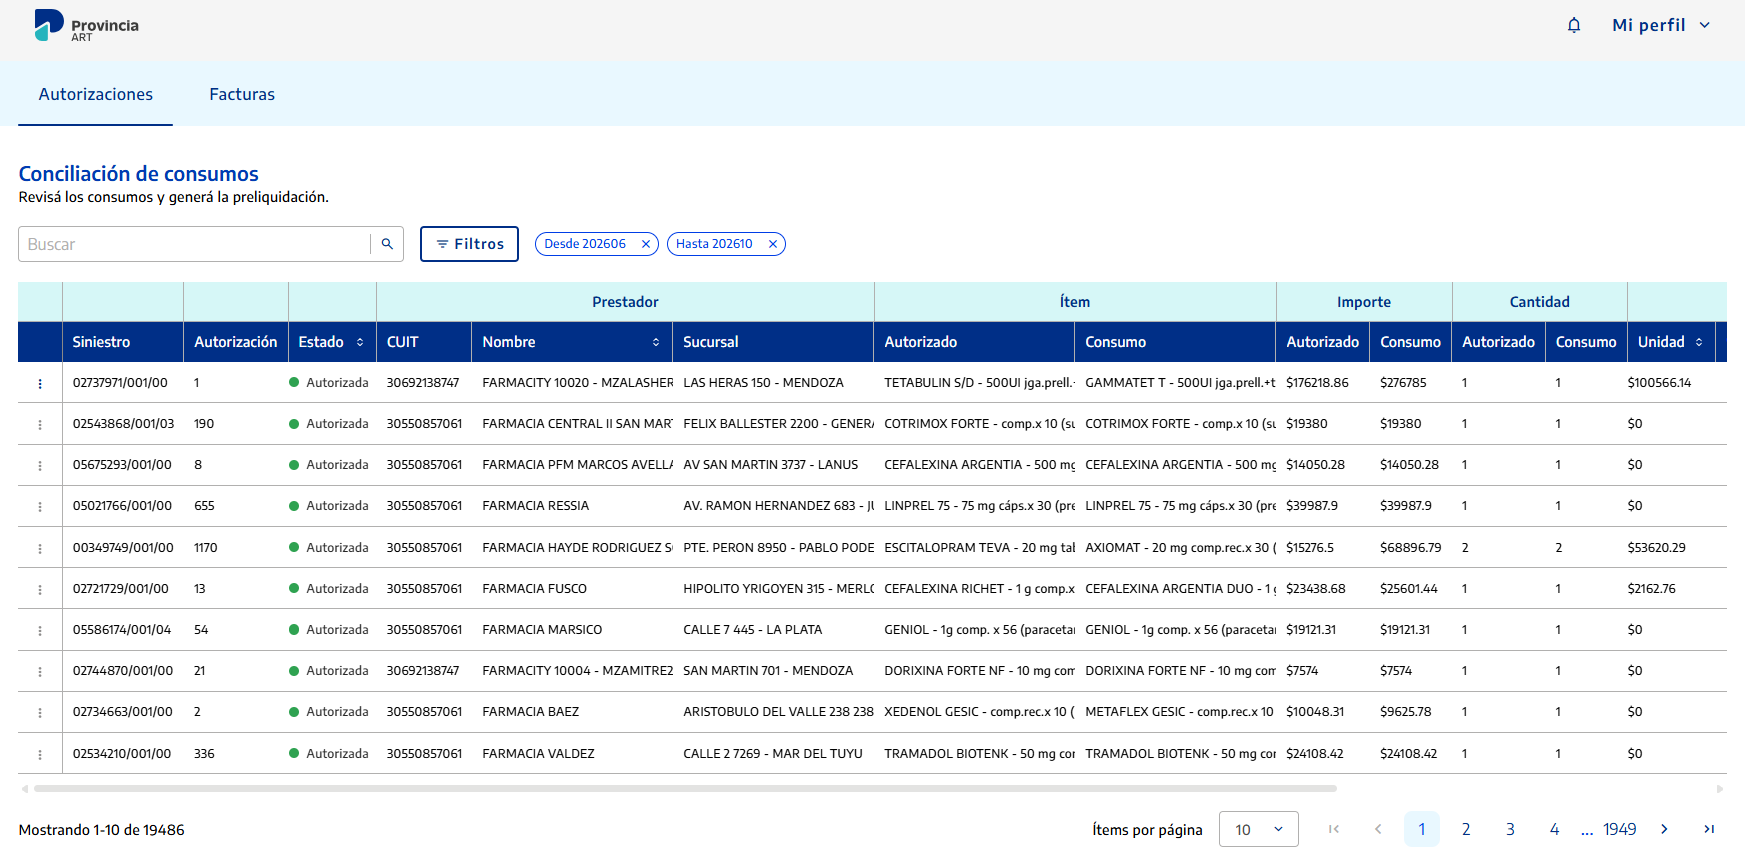 Provincia
ART
Mi perfil
Autorizaciones Facturas
Conciliación de consumos
Revisá los consumos y generá la preliquidación.
Buscar Filtros Desde 202606 Hasta 202610
Prestador Ítem Importe Cantidad
Siniestro Autorización Estado CUIT Nombre Sucursal Autorizado Consumo Autorizado Consumo Autorizado Consumo Unidad
02737971/001/00 1 Autorizada 30692138747 FARMACITY 10020 - MZALASHER LAS HERAS 150 - MENDOZA TETABULIN S/D - 500UI jga.prell. GAMMATET T - 500UI jga.prell.+t $176218.86 $276785 1 1 $100566.14
02543868/001/03 190 Autorizada 30550857061 FARMACIA CENTRAL II SAN MAR FELIX BALLESTER 2200 - GENER COTRIMOX FORTE - comp.x 10 (su COTRIMOX FORTE - comp.x 10 (su $19380 $19380 1 1 $0
05675293/001/00 8 Autorizada 30550857061 FARMACIA PFM MARCOS AVELLA AV SAN MARTIN 3737 - LANUS CEFALEXINA ARGENTIA - 500 mg CEFALEXINA ARGENTIA - 500 mg $14050.28 $14050.28 1 1 $0
05021766/001/00 655 Autorizada 30550857061 FARMACIA RESSIA AV. RAMON HERNANDEZ 683 - JU LINPREL 75 - 75 mg cáps.x 30 (pre LINPREL 75 - 75 mg cáps.x 30 (pre $39987.9 $39987.9 1 1 $0
00349749/001/00 1170 Autorizada 30550857061 FARMACIA HAYDE RODRIGUEZ S PTE. PERON 8950 - PABLO PODE ESCITALOPRAM TEVA - 20 mg tal AXIOMAT - 20 mg comp.rec.x 30 ( $15276.5 $68896.79 2 2 $53620.29
02721729/001/00 13 Autorizada 30550857061 FARMACIA FUSCO HIPOLITO YRIGOYEN 315 - MERLO CEFALEXINA RICHET - 1 g comp.x CEFALEXINA ARGENTIA DUO - 1 g $23438.68 $25601.44 1 1 $2162.76
05586174/001/04 54 Autorizada 30550857061 FARMACIA MARSICO CALLE 7 445 - LA PLATA GENIOL - 1g comp. x 56 (paracetar GENIOL - 1g comp. x 56 (paracetar $19121.31 $19121.31 1 1 $0
02744870/001/00 21 Autorizada 30692138747 FARMACITY 10004 - MZAMITRE2 SAN MARTIN 701 - MENDOZA DORIXINA FORTE NF - 10 mg com DORIXINA FORTE NF - 10 mg com $7574 $7574 1 1 $0
02734663/001/00 2 Autorizada 30550857061 FARMACIA BAEZ ARISTOBULO DEL VALLE 238 238 XEDENOL GESIC - comp.rec.x 10 ( METAFLEX GESIC - comp.rec.x 10 $10048.31 $9625.78 1 1 $0
02534210/001/00 336 Autorizada 30550857061 FARMACIA VALDEZ CALLE 2 7269 - MAR DEL TUYU TRAMADOL BIOTENK - 50 mg cor TRAMADOL BIOTENK - 50 mg co $24108.42 $24108.42 1 1 $0
Mostrando 1-10 de 19486 Ítems por página 10 1 2 3 4 ... 1949